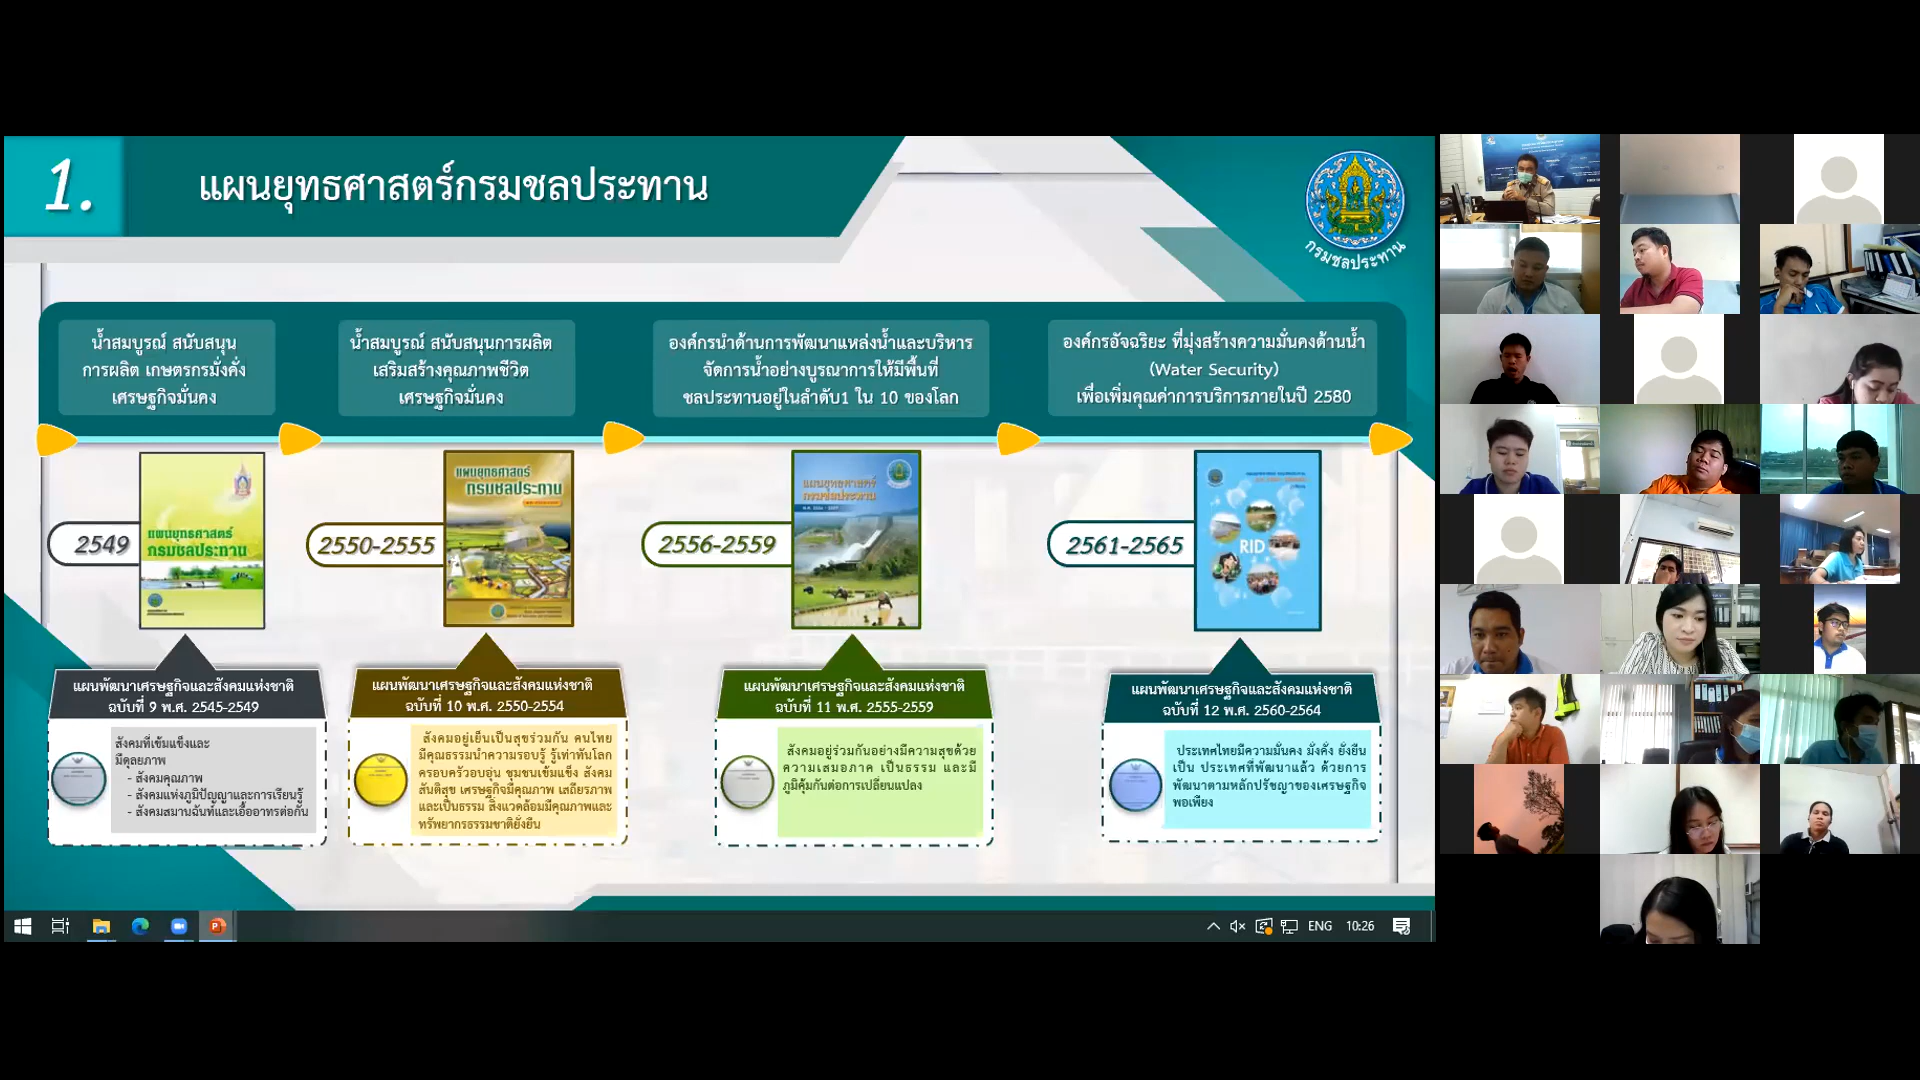 1.
แผนยุทธศาสตร์กรมชลประทาน
กรมชลประทาน
น้ำสมบูรณ์ สนับสนุน
การผลิต เกษตรกรมั่งคั่ง
เศรษฐกิจมั่นคง
น้ำสมบูรณ์ สนับสนุนการผลิต
เสริมสร้างคุณภาพชีวิต
เศรษฐกิจมั่นคง
องค์กรนำด้านการพัฒนาแหล่งน้ำและบริหาร
จัดการน้ำอย่างบูรณาการให้มีพื้นที่
ชลประทานอยู่ในลำดับ1 ใน 10 ของโลก
องค์กรอัจฉริยะ ที่มุ่งสร้างความมั่นคงด้านน้ำ
(Water Security)
เพื่อเพิ่มคุณค่าการบริการภายในปี 2580
2549
แผนยุทธศาสตร์
กรมชลประทาน
2550-2555
แผนยุทธศาสตร์
กรมชลประทาน
2556-2559
แผนยุทธศาสตร์
กรมชลประทาน
2561-2565
RID
แผนพัฒนาเศรษฐกิจและสังคมแห่งชาติ
ฉบับที่ 9 พ.ศ. 2545-2549
สังคมที่เข้มแข็งและ
มีดุลยภาพ
- สังคมคุณภาพ
- สังคมแห่งภูมิปัญญาและการเรียนรู้
- สังคมสมานฉันท์และเอื้ออาทรต่อกัน
แผนพัฒนาเศรษฐกิจและสังคมแห่งชาติ
ฉบับที่ 10 พ.ศ. 2550-2554
สังคมอยู่เย็นเป็นสุขร่วมกัน คนไทย
มีคุณธรรมนำความรอบรู้ รู้เท่าทันโลก
ครอบครัวอบอุ่น ชุมชนเข้มแข็ง สังคม
สันติสุข เศรษฐกิจมีคุณภาพ เสถียรภาพ
และเป็นธรรม สิ่งแวดล้อมมีคุณภาพและ
ทรัพยากรธรรมชาติยั่งยืน
แผนพัฒนาเศรษฐกิจและสังคมแห่งชาติ
ฉบับที่ 11 พ.ศ. 2555-2559
สังคมอยู่ร่วมกันอย่างมีความสุขด้วย
ความเสมอภาค เป็นธรรม และมี
ภูมิคุ้มกันต่อการเปลี่ยนแปลง
แผนพัฒนาเศรษฐกิจและสังคมแห่งชาติ
ฉบับที่ 12 พ.ศ. 2560-2564
ประเทศไทยมีความมั่นคง มั่งคั่ง ยั่งยืน
เป็น ประเทศที่พัฒนาแล้ว ด้วยการ
พัฒนาตามหลักปรัชญาของเศรษฐกิจ
พอเพียง
ENG
10:26